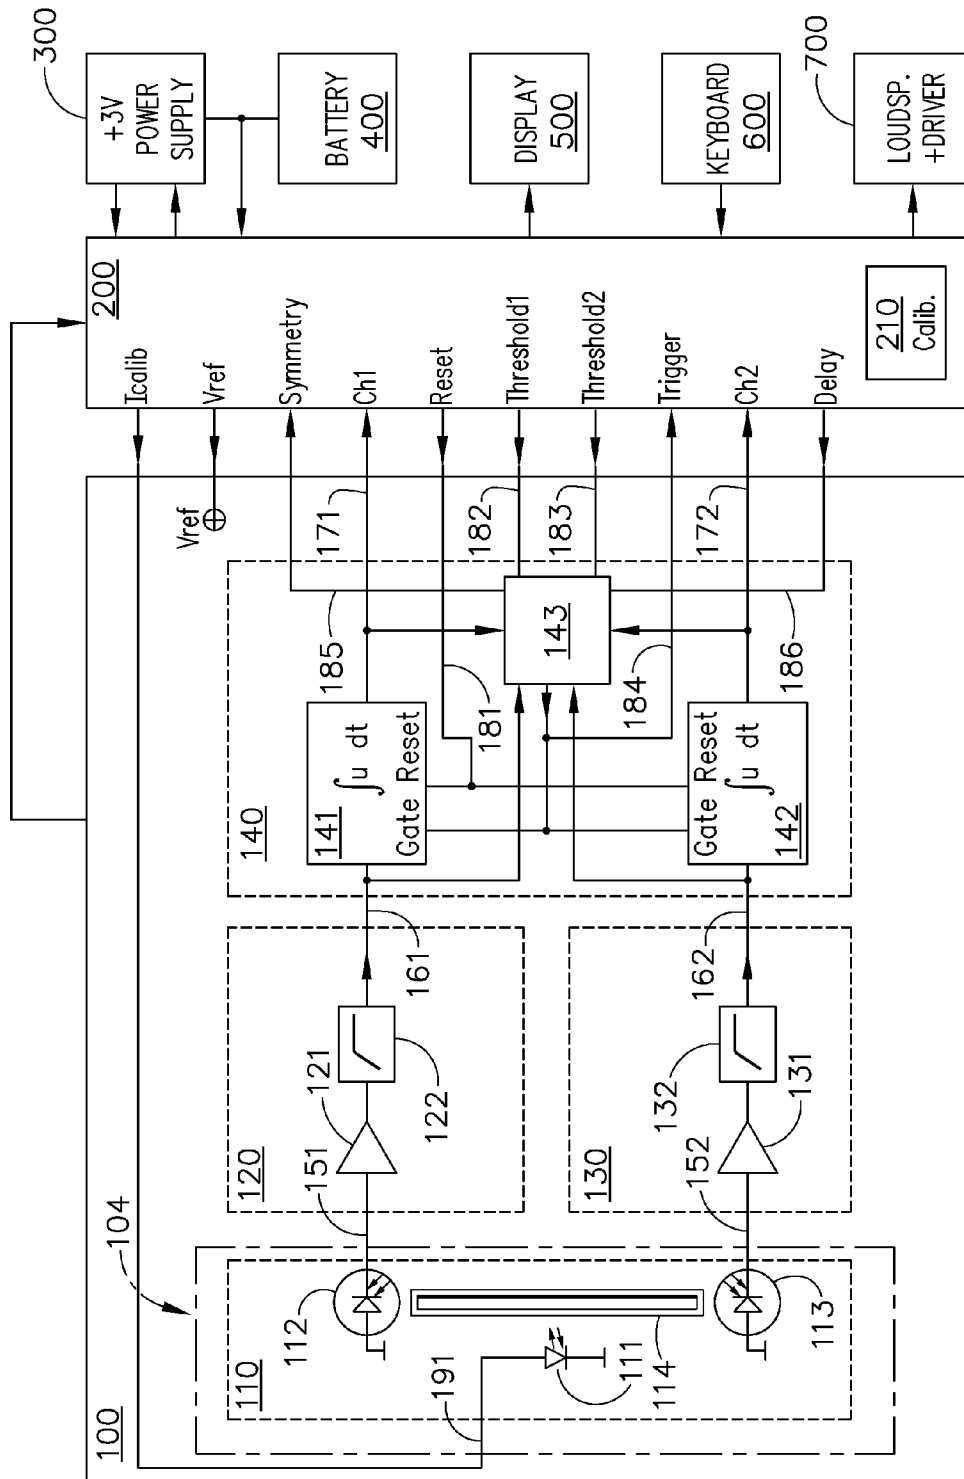 100
104
110
111
112
113
114
191
151
152
120
121
122
130
131
132
161
162
140
141
∫u dt
Gate Reset
142
∫u dt
Gate Reset
143
181
184
185
186
171
182
183
172
Vref
200
Icalib
Vref
Symmetry
Ch1
Reset
Threshold1
Threshold2
Trigger
Ch2
Delay
210
Calib.
300
+3V
POWER
SUPPLY
BATTERY
400
DISPLAY
500
KEYBOARD
600
700
LOUDSP.
+DRIVER